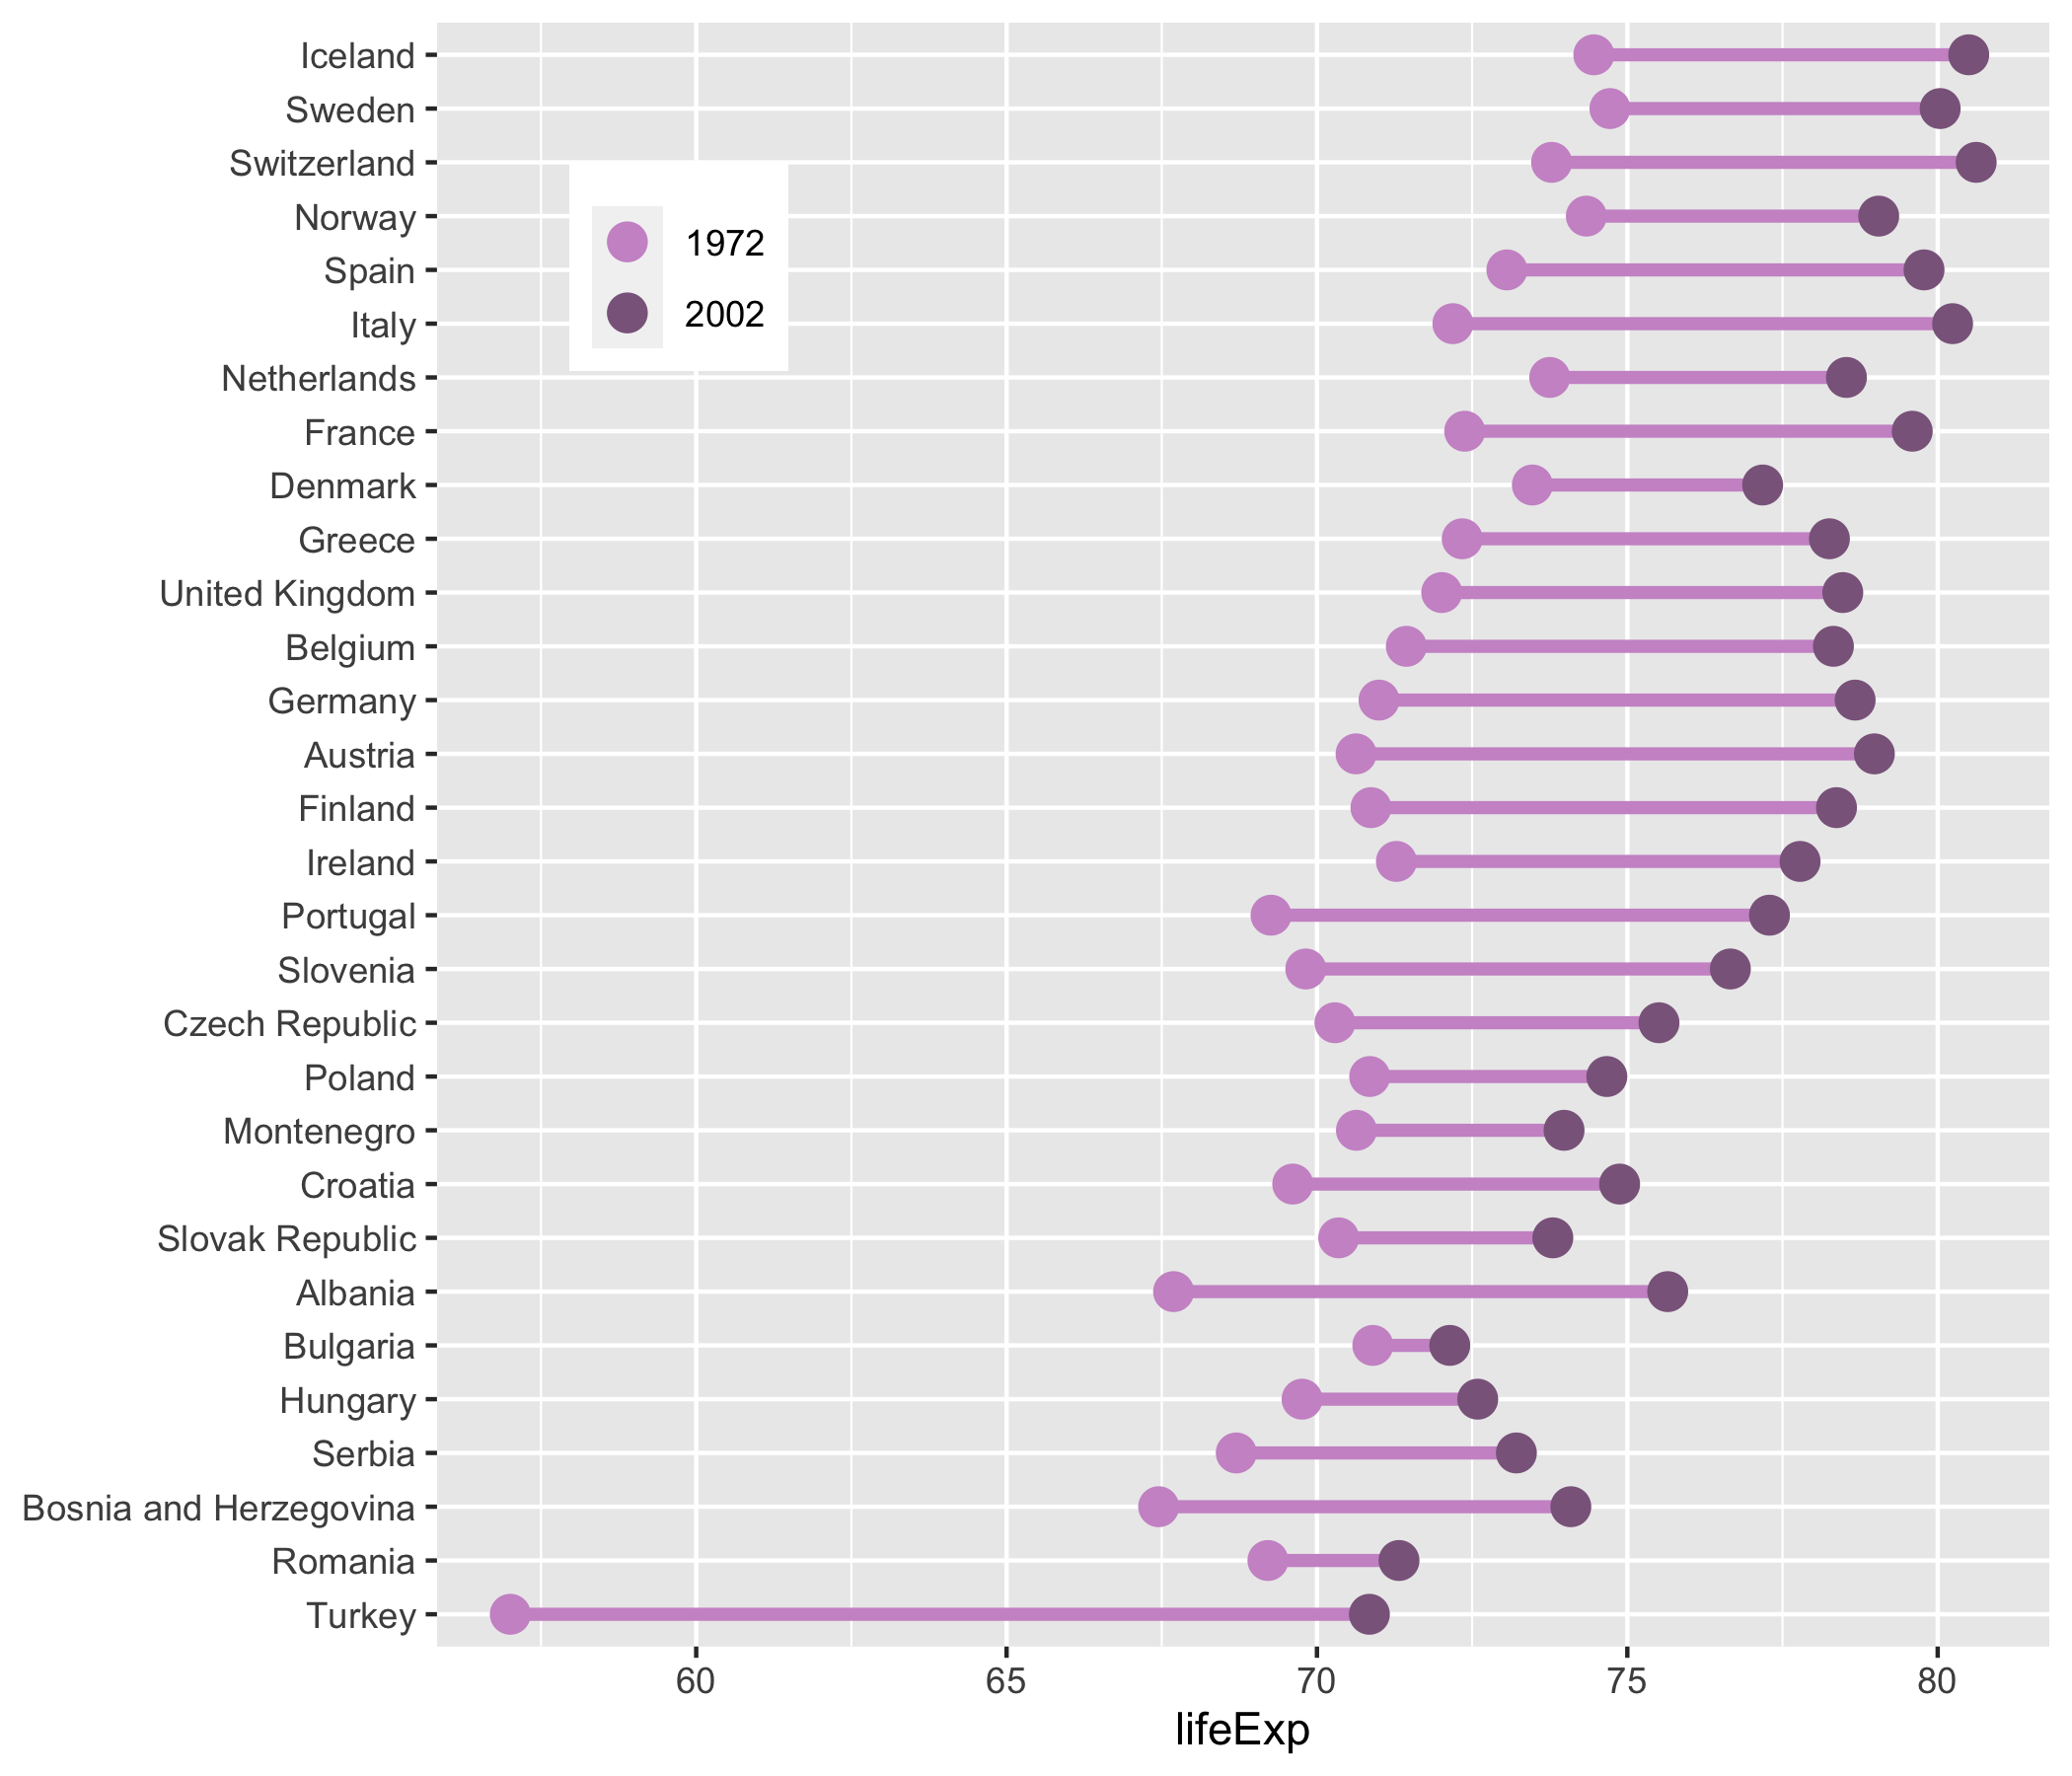 Iceland
Sweden
Switzerland
Norway
Spain
Italy
Netherlands
France
Denmark
Greece
United Kingdom
Belgium
Germany
Austria
Finland
Ireland
Portugal
Slovenia
Czech Republic
Poland
Montenegro
Croatia
Slovak Republic
Albania
Bulgaria
Hungary
Serbia
Bosnia and Herzegovina
Romania
Turkey
1972
2002
60 65 70 75 80
lifeExp